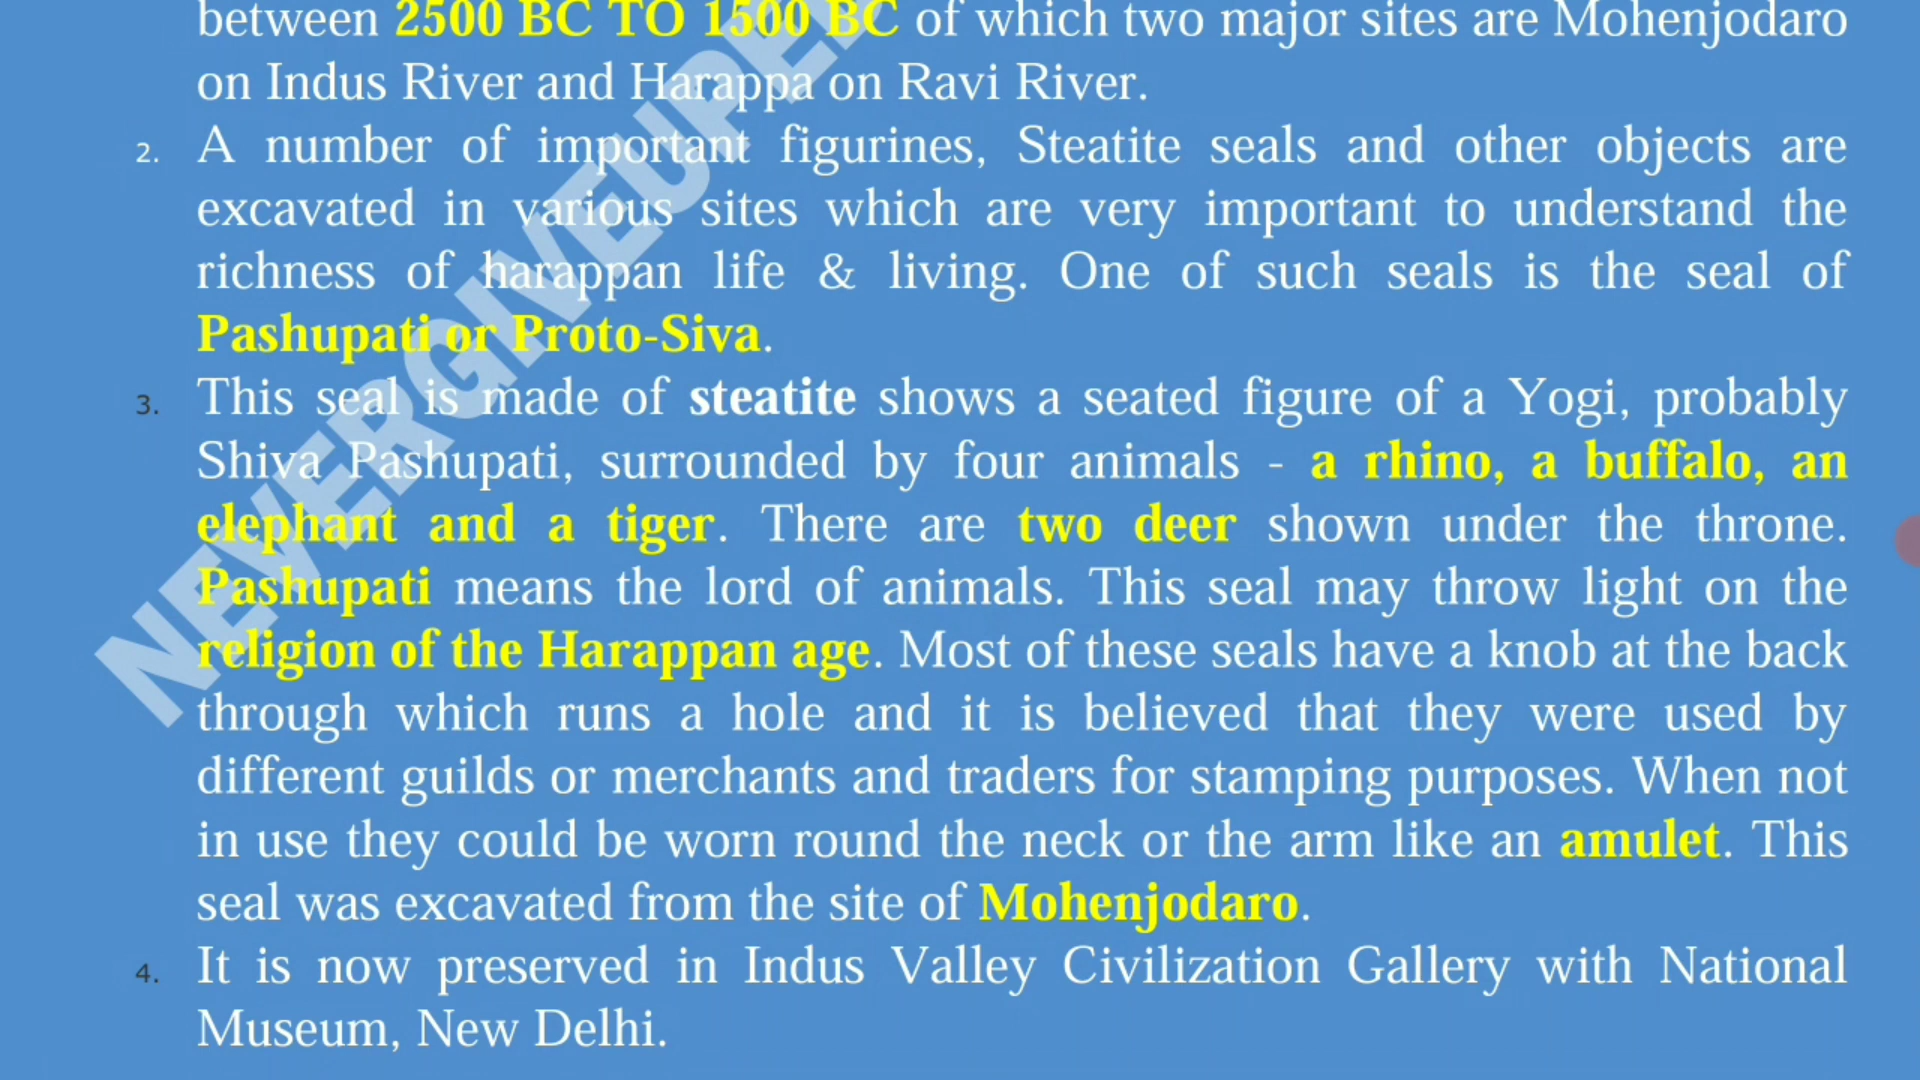 between 2500 BC TO 1500 BC of which two major sites are Mohenjodaro
on Indus River and Harappa on Ravi River.
2. A number of important figurines, Steatite seals and other objects are
excavated in various sites which are very important to understand the
richness of harappan life & living. One of such seals is the seal of
Pashupati or Proto-Siva.
3. This seal is made of steatite shows a seated figure of a Yogi, probably
Shiva Pashupati, surrounded by four animals - a rhino, a buffalo, an
elephant and a tiger. There are two deer shown under the throne.
Pashupati means the lord of animals. This seal may throw light on the
religion of the Harappan age. Most of these seals have a knob at the back
through which runs a hole and it is believed that they were used by
different guilds or merchants and traders for stamping purposes. When not
in use they could be worn round the neck or the arm like an amulet. This
seal was excavated from the site of Mohenjodaro.
4. It is now preserved in Indus Valley Civilization Gallery with National
Museum, New Delhi.